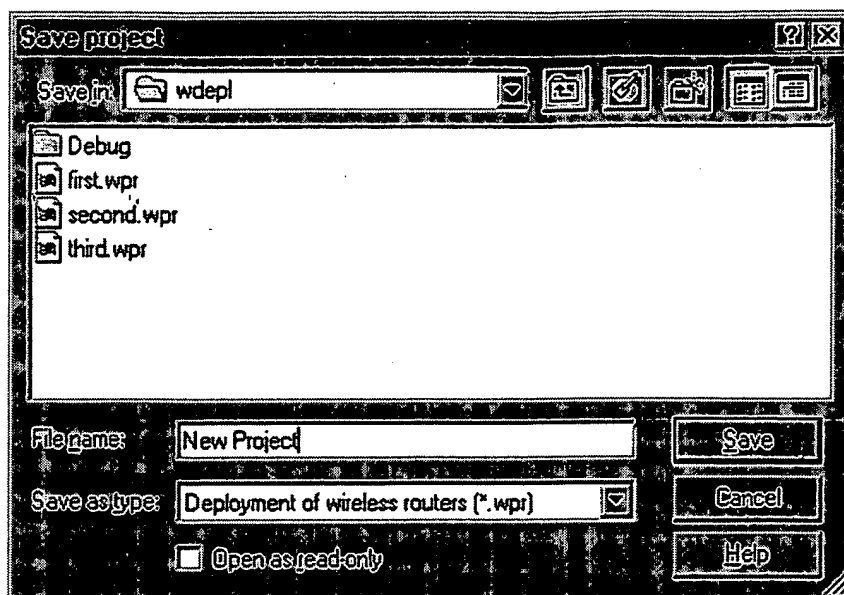 Save project
Save in: wdepl
Debug
first.wpr
second.wpr
third.wpr
File name: New Project
Save
Save as type: Deployment of wireless routers (*.wpr)
Cancel
Open as read-only
Help